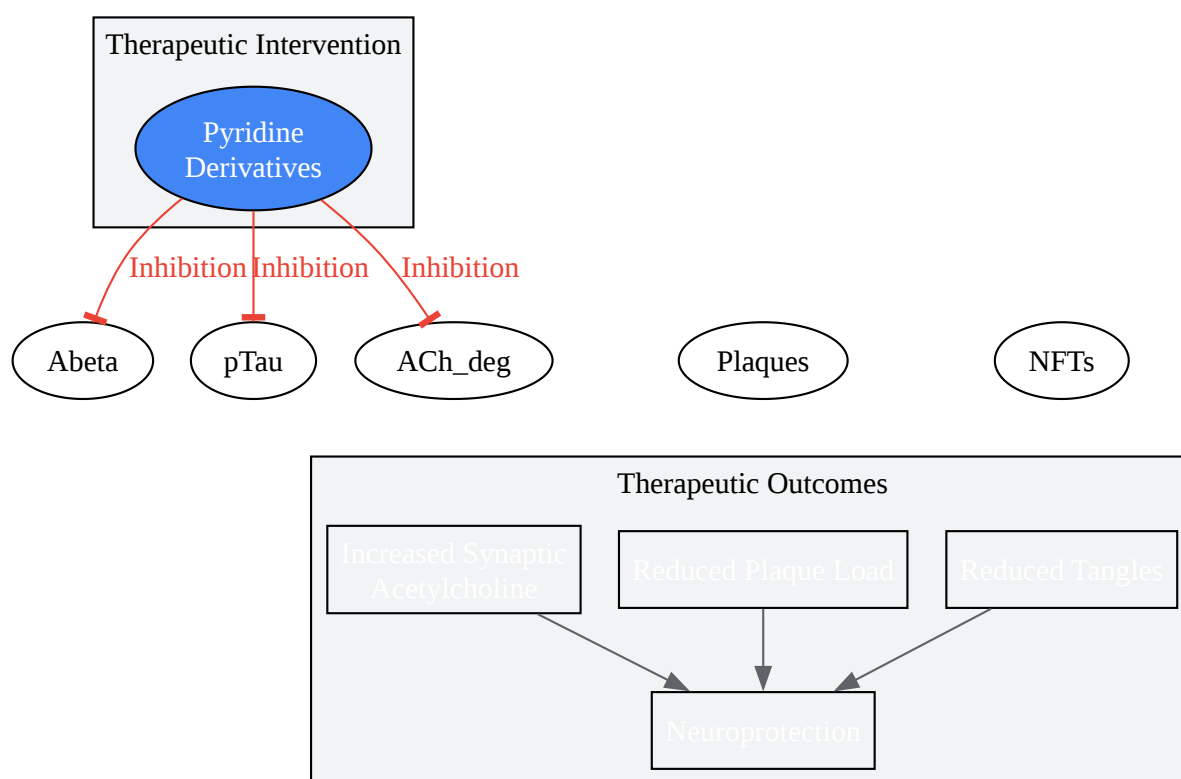 Therapeutic Intervention
Pyridine
Derivatives
Inhibition
Inhibition
Inhibition
Abeta
pTau
ACh_deg
Plaques
NFTs
Therapeutic Outcomes
Increased Synaptic
Acetylcholine
Reduced Plaque Load
Reduced Tangles
Neuroprotection